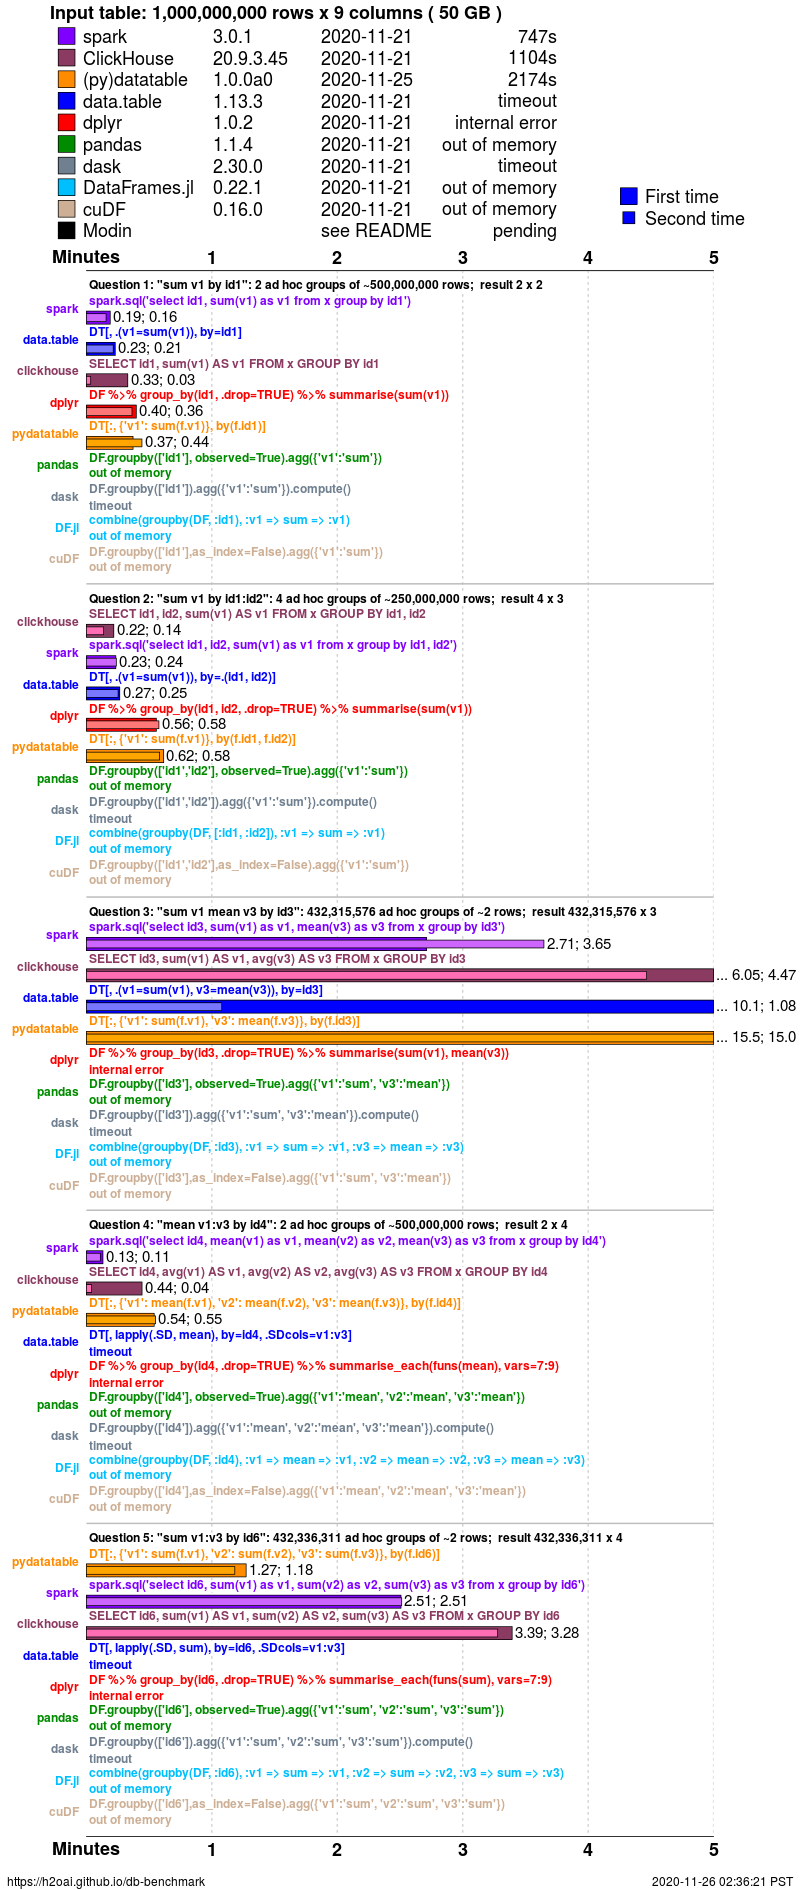 Input table: 1,000,000,000 rows x 9 columns ( 50 GB )
spark 3.0.1 2020-11-21 747s
ClickHouse 20.9.3.45 2020-11-21 1104s
(py)datatable 1.0.0a0 2020-11-25 2174s
data.table 1.13.3 2020-11-21 timeout
dplyr 1.0.2 2020-11-21 internal error
pandas 1.1.4 2020-11-21 out of memory
dask 2.30.0 2020-11-21 timeout
DataFrames.jl 0.22.1 2020-11-21 out of memory
cuDF 0.16.0 2020-11-21 out of memory
Modin see README pending
First time
Second time
Minutes 1 2 3 4 5
Question 1: "sum v1 by id1": 2 ad hoc groups of ~500,000,000 rows; result 2 x 2
spark spark.sql('select id1, sum(v1) as v1 from x group by id1')
0.19; 0.16
data.table DT[, .(v1=sum(v1)), by=id1]
0.23; 0.21
clickhouse SELECT id1, sum(v1) AS v1 FROM x GROUP BY id1
0.33; 0.03
dplyr DF %>% group_by(id1, .drop=TRUE) %>% summarise(sum(v1))
0.40; 0.36
pydatatable DT[:, {'v1': sum(f.v1)}, by(f.id1)]
0.37; 0.44
pandas DF.groupby(['id1'], observed=True).agg({'v1':'sum'})
out of memory
dask DF.groupby(['id1']).agg({'v1':'sum'}).compute()
timeout
DF.jl combine(groupby(DF, :id1), :v1 => sum => :v1)
out of memory
cuDF DF.groupby(['id1'],as_index=False).agg({'v1':'sum'})
out of memory
Question 2: "sum v1 by id1:id2": 4 ad hoc groups of ~250,000,000 rows; result 4 x 3
clickhouse SELECT id1, id2, sum(v1) AS v1 FROM x GROUP BY id1, id2
0.22; 0.14
spark spark.sql('select id1, id2, sum(v1) as v1 from x group by id1, id2')
0.23; 0.24
data.table DT[, .(v1=sum(v1)), by=.(id1, id2)]
0.27; 0.25
dplyr DF %>% group_by(id1, id2, .drop=TRUE) %>% summarise(sum(v1))
0.56; 0.58
pydatatable DT[:, {'v1': sum(f.v1)}, by(f.id1, f.id2)]
0.62; 0.58
pandas DF.groupby(['id1','id2'], observed=True).agg({'v1':'sum'})
out of memory
dask DF.groupby(['id1','id2']).agg({'v1':'sum'}).compute()
timeout
DF.jl combine(groupby(DF, [:id1, :id2]), :v1 => sum => :v1)
out of memory
cuDF DF.groupby(['id1','id2'],as_index=False).agg({'v1':'sum'})
out of memory
Question 3: "sum v1 mean v3 by id3": 432,315,576 ad hoc groups of ~2 rows; result 432,315,576 x 3
spark spark.sql('select id3, sum(v1) as v1, mean(v3) as v3 from x group by id3')
2.71; 3.65
clickhouse SELECT id3, sum(v1) AS v1, avg(v3) AS v3 FROM x GROUP BY id3
... 6.05; 4.47
data.table DT[, .(v1=sum(v1), v3=mean(v3)), by=id3]
... 10.1; 1.08
pydatatable DT[:, {'v1': sum(f.v1), 'v3': mean(f.v3)}, by(f.id3)]
... 15.5; 15.0
dplyr DF %>% group_by(id3, .drop=TRUE) %>% summarise(sum(v1), mean(v3))
internal error
pandas DF.groupby(['id3'], observed=True).agg({'v1':'sum', 'v3':'mean'})
out of memory
dask DF.groupby(['id3']).agg({'v1':'sum', 'v3':'mean'}).compute()
timeout
DF.jl combine(groupby(DF, :id3), :v1 => sum => :v1, :v3 => mean => :v3)
out of memory
cuDF DF.groupby(['id3'],as_index=False).agg({'v1':'sum', 'v3':'mean'})
out of memory
Question 4: "mean v1:v3 by id4": 2 ad hoc groups of ~500,000,000 rows; result 2 x 4
spark spark.sql('select id4, mean(v1) as v1, mean(v2) as v2, mean(v3) as v3 from x group by id4')
0.13; 0.11
clickhouse SELECT id4, avg(v1) AS v1, avg(v2) AS v2, avg(v3) AS v3 FROM x GROUP BY id4
0.44; 0.04
pydatatable DT[:, {'v1': mean(f.v1), 'v2': mean(f.v2), 'v3': mean(f.v3)}, by(f.id4)]
0.54; 0.55
data.table DT[, lapply(.SD, mean), by=id4, .SDcols=v1:v3]
timeout
dplyr DF %>% group_by(id4, .drop=TRUE) %>% summarise_each(funs(mean), vars=7:9)
internal error
pandas DF.groupby(['id4'], observed=True).agg({'v1':'mean', 'v2':'mean', 'v3':'mean'})
out of memory
dask DF.groupby(['id4']).agg({'v1':'mean', 'v2':'mean', 'v3':'mean'}).compute()
timeout
DF.jl combine(groupby(DF, :id4), :v1 => mean => :v1, :v2 => mean => :v2, :v3 => mean => :v3)
out of memory
cuDF DF.groupby(['id4'],as_index=False).agg({'v1':'mean', 'v2':'mean', 'v3':'mean'})
out of memory
Question 5: "sum v1:v3 by id6": 432,336,311 ad hoc groups of ~2 rows; result 432,336,311 x 4
pydatatable DT[:, {'v1': sum(f.v1), 'v2': sum(f.v2), 'v3': sum(f.v3)}, by(f.id6)]
1.27; 1.18
spark spark.sql('select id6, sum(v1) as v1, sum(v2) as v2, sum(v3) as v3 from x group by id6')
2.51; 2.51
clickhouse SELECT id6, sum(v1) AS v1, sum(v2) AS v2, sum(v3) AS v3 FROM x GROUP BY id6
3.39; 3.28
data.table DT[, lapply(.SD, sum), by=id6, .SDcols=v1:v3]
timeout
dplyr DF %>% group_by(id6, .drop=TRUE) %>% summarise_each(funs(sum), vars=7:9)
internal error
pandas DF.groupby(['id6'], observed=True).agg({'v1':'sum', 'v2':'sum', 'v3':'sum'})
out of memory
dask DF.groupby(['id6']).agg({'v1':'sum', 'v2':'sum', 'v3':'sum'}).compute()
timeout
DF.jl combine(groupby(DF, :id6), :v1 => sum => :v1, :v2 => sum => :v2, :v3 => sum => :v3)
out of memory
cuDF DF.groupby(['id6'],as_index=False).agg({'v1':'sum', 'v2':'sum', 'v3':'sum'})
out of memory
Minutes 1 2 3 4 5
https://h2oai.github.io/db-benchmark 2020-11-26 02:36:21 PST